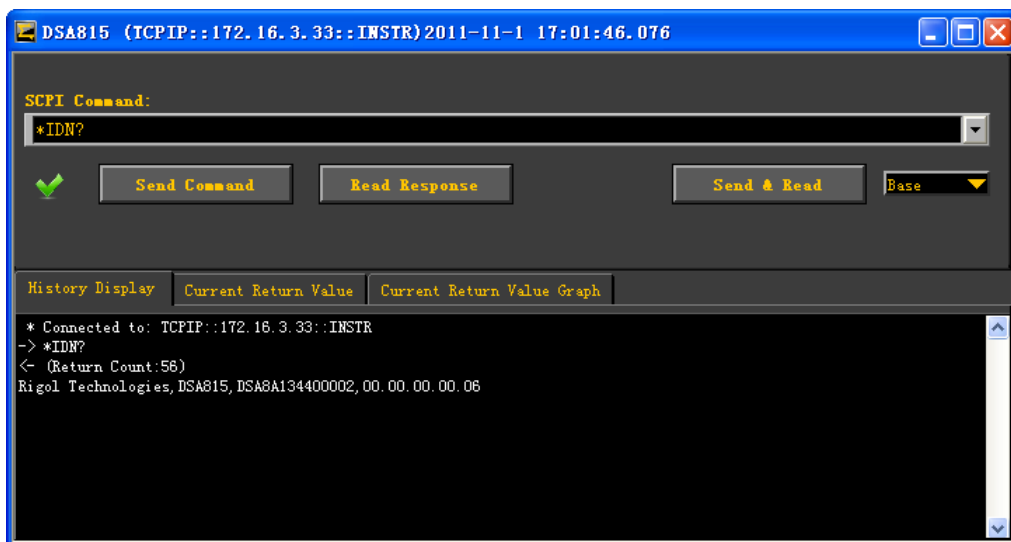 DSA815 (TCPIP::172.16.3.33::INSTR)2011-11-1 17:01:46.076
SCPI Command:
*IDN?
Send Command Read Response Send & Read Base
History Display Current Return Value Current Return Value Graph
* Connected to: TCPIP::172.16.3.33::INSTR
-> *IDN?
<- (Return Count:56)
Rigol Technologies,DSA815,DSA8A134400002,00.00.00.00.06